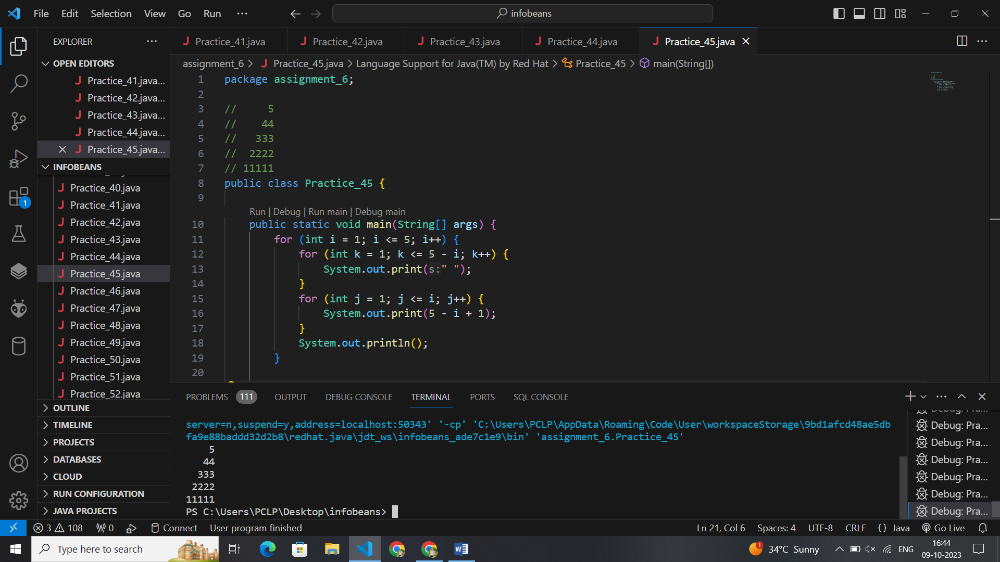 File Edit Selection View Go Run ···
infobeans
EXPLORER
OPEN EDITORS
Practice_41.java...
Practice_42.java...
Practice_43.java...
Practice_44.java...
Practice_45.java...
INFOBEANS
Practice_40.java
Practice_41.java
Practice_42.java
Practice_43.java
Practice_44.java
Practice_45.java
Practice_46.java
Practice_47.java
Practice_48.java
Practice_49.java
Practice_50.java
Practice_51.java
Practice_52.java
OUTLINE
TIMELINE
PROJECTS
DATABASES
CLOUD
RUN CONFIGURATION
JAVA PROJECTS
1
Practice_41.java Practice_42.java Practice_43.java Practice_44.java Practice_45.java
assignment_6 > Practice_45.java > Language Support for Java(TM) by Red Hat > Practice_45 > main(String[])
1 package assignment_6;
2
3 //     5
4 //    44
5 //   333
6 //  2222
7 // 11111
8 public class Practice_45 {
9
Run | Debug | Run main | Debug main
10 public static void main(String[] args) {
11 for (int i = 1; i <= 5; i++) {
12 for (int k = 1; k <= 5 - i; k++) {
13 System.out.print(s:" ");
14 }
15 for (int j = 1; j <= i; j++) {
16 System.out.print(5 - i + 1);
17 }
18 System.out.println();
19 }
20
PROBLEMS 111 OUTPUT DEBUG CONSOLE TERMINAL PORTS SQL CONSOLE
server=n,suspend=y,address=localhost:50343' '-cp' 'C:\Users\PCLP\AppData\Roaming\Code\User\workspaceStorage\9bd1afcd48ae5db
fa9e88baddd32d2b8\redhat.java\jdt_ws\infobeans_ade7c1e9\bin' 'assignment_6.Practice_45'
    5
   44
  333
 2222
11111
PS C:\Users\PCLP\Desktop\infobeans>
Debug: Pra...
Debug: Pra...
Debug: Pra...
Debug: Pra...
Debug: Pra...
Debug: Pra...
3 108 0 Connect User program finished Ln 21, Col 6 Spaces: 4 UTF-8 CRLF {} Java Go Live
Type here to search
1 34°C Sunny ENG 16:44
09-10-2023